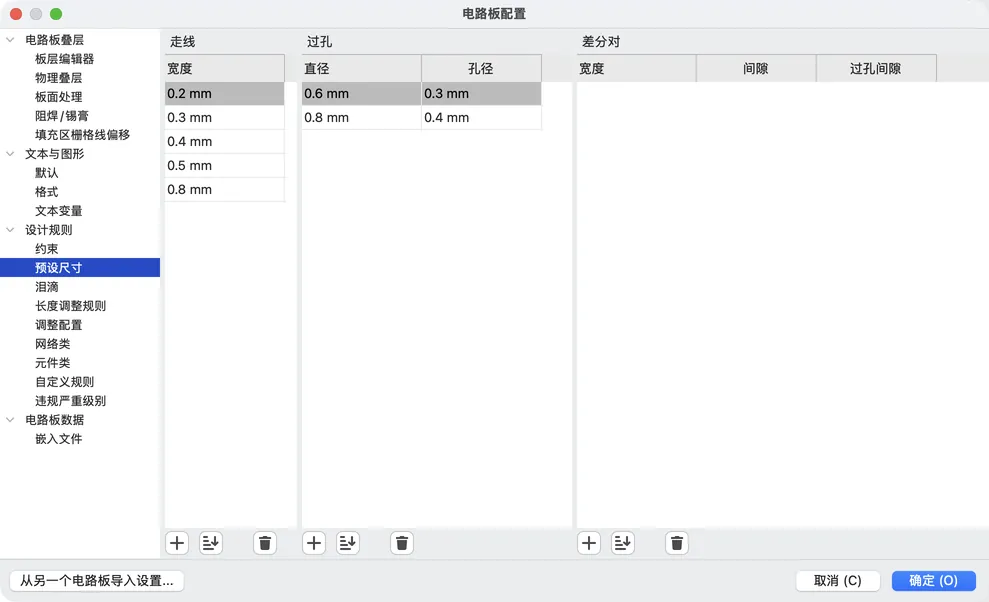 电路板配置
电路板叠层
板层编辑器
物理叠层
板面处理
阻焊/锡膏
填充区栅格线偏移
文本与图形
默认
格式
文本变量
设计规则
约束
预设尺寸
泪滴
长度调整规则
调整配置
网络类
元件类
自定义规则
违规严重级别
电路板数据
嵌入文件
走线
宽度
0.2 mm
0.3 mm
0.4 mm
0.5 mm
0.8 mm
过孔
直径 孔径
0.6 mm 0.3 mm
0.8 mm 0.4 mm
差分对
宽度 间隙 过孔间隙
从另一个电路板导入设置...
取消 (C)
确定 (O)